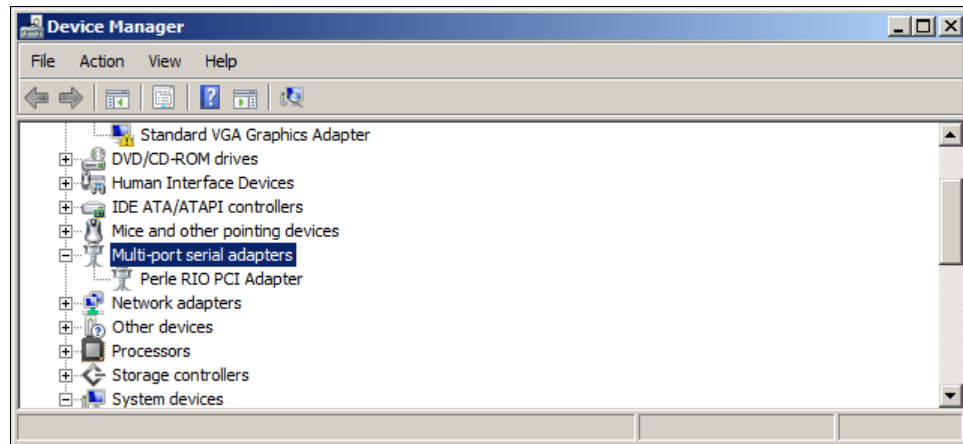 Device Manager
File Action View Help
Standard VGA Graphics Adapter
DVD/CD-ROM drives
Human Interface Devices
IDE ATA/ATAPI controllers
Mice and other pointing devices
Multi-port serial adapters
Perle RIO PCI Adapter
Network adapters
Other devices
Processors
Storage controllers
System devices